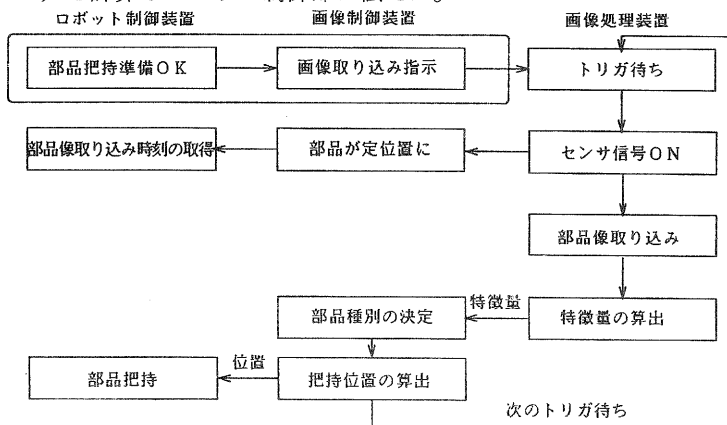 ロボット制御装置 画像制御装置 画像処理装置
部品把持準備OK 画像取り込み指示 トリガ待ち
部品像取り込み時刻の取得 部品が定位置に センサ信号ON
部品像取り込み
部品種別の決定 特徴量 特徴量の算出
部品把持 位置 把持位置の算出
次のトリガ待ち